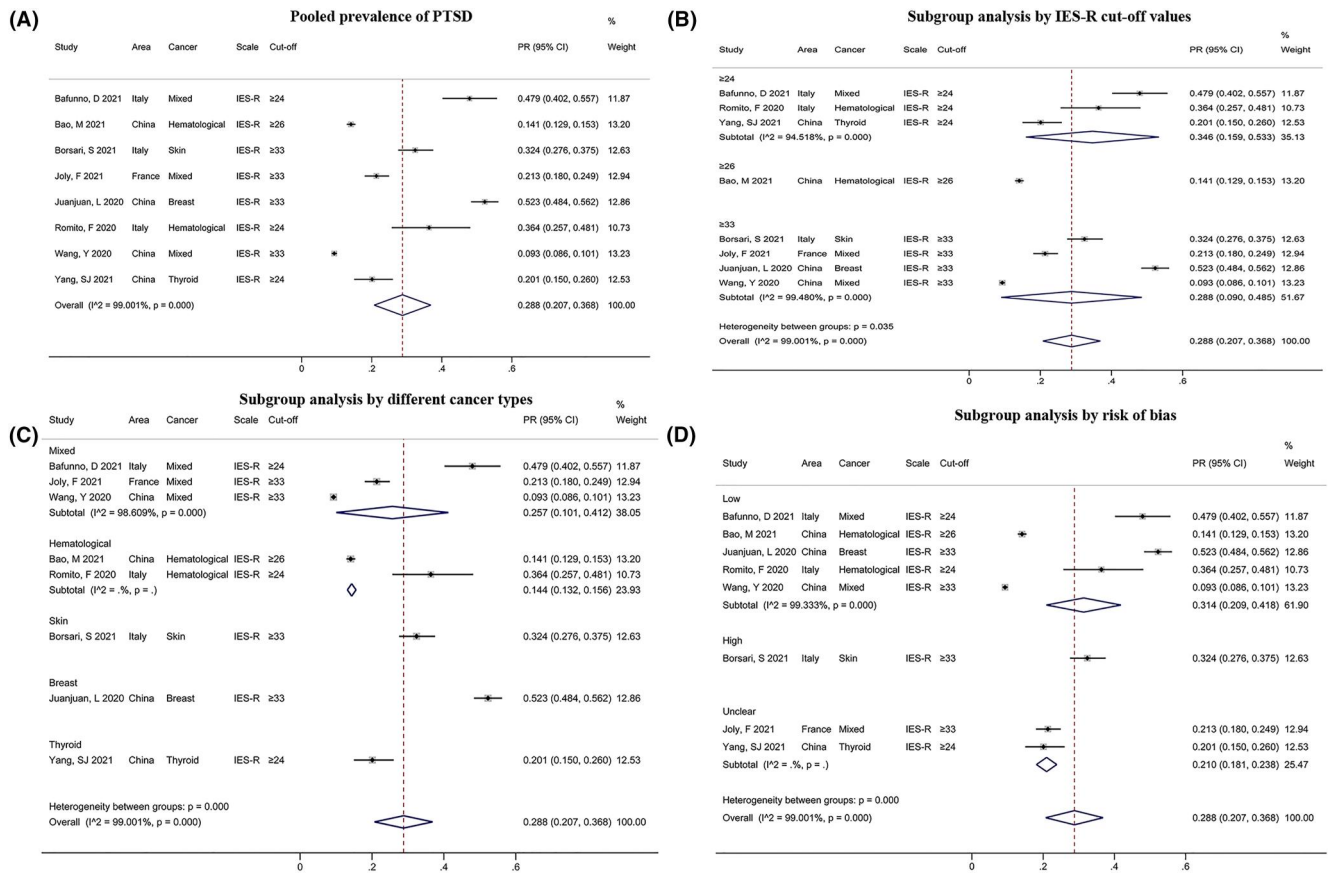 (A)
Pooled prevalence of PTSD
%
Study Area Cancer Scale Cut-off PR (95% CI) Weight
Bafunno, D 2021 Italy Mixed IES-R ≥24 0.479 (0.402, 0.557) 11.87
Bao, M 2021 China Hematological IES-R ≥26 0.141 (0.129, 0.153) 13.20
Borsari, S 2021 Italy Skin IES-R ≥33 0.324 (0.276, 0.375) 12.63
Joly, F 2021 France Mixed IES-R ≥33 0.213 (0.180, 0.249) 12.94
Juanjuan, L 2020 China Breast IES-R ≥33 0.523 (0.484, 0.562) 12.86
Romito, F 2020 Italy Hematological IES-R ≥24 0.364 (0.257, 0.481) 10.73
Wang, Y 2020 China Mixed IES-R ≥33 0.093 (0.086, 0.101) 13.23
Yang, SJ 2021 China Thyroid IES-R ≥24 0.201 (0.150, 0.260) 12.53
Overall (I^2 = 99.001%, p = 0.000) 0.288 (0.207, 0.368) 100.00
0 .2 .4 .6
(B)
Subgroup analysis by IES-R cut-off values
%
Study Area Cancer Scale Cut-off PR (95% CI) Weight
≥24
Bafunno, D 2021 Italy Mixed IES-R ≥24 0.479 (0.402, 0.557) 11.87
Romito, F 2020 Italy Hematological IES-R ≥24 0.364 (0.257, 0.481) 10.73
Yang, SJ 2021 China Thyroid IES-R ≥24 0.201 (0.150, 0.260) 12.53
Subtotal (I^2 = 94.518%, p = 0.000) 0.346 (0.159, 0.533) 35.13
≥26
Bao, M 2021 China Hematological IES-R ≥26 0.141 (0.129, 0.153) 13.20
≥33
Borsari, S 2021 Italy Skin IES-R ≥33 0.324 (0.276, 0.375) 12.63
Joly, F 2021 France Mixed IES-R ≥33 0.213 (0.180, 0.249) 12.94
Juanjuan, L 2020 China Breast IES-R ≥33 0.523 (0.484, 0.562) 12.86
Wang, Y 2020 China Mixed IES-R ≥33 0.093 (0.086, 0.101) 13.23
Subtotal (I^2 = 99.480%, p = 0.000) 0.288 (0.090, 0.485) 51.67
Heterogeneity between groups: p = 0.035
Overall (I^2 = 99.001%, p = 0.000) 0.288 (0.207, 0.368) 100.00
0 .2 .4 .6
(C)
Subgroup analysis by different cancer types
%
Study Area Cancer Scale Cut-off PR (95% CI) Weight
Mixed
Bafunno, D 2021 Italy Mixed IES-R ≥24 0.479 (0.402, 0.557) 11.87
Joly, F 2021 France Mixed IES-R ≥33 0.213 (0.180, 0.249) 12.94
Wang, Y 2020 China Mixed IES-R ≥33 0.093 (0.086, 0.101) 13.23
Subtotal (I^2 = 98.609%, p = 0.000) 0.257 (0.101, 0.412) 38.05
Hematological
Bao, M 2021 China Hematological IES-R ≥26 0.141 (0.129, 0.153) 13.20
Romito, F 2020 Italy Hematological IES-R ≥24 0.364 (0.257, 0.481) 10.73
Subtotal (I^2 = .%, p = .) 0.144 (0.132, 0.156) 23.93
Skin
Borsari, S 2021 Italy Skin IES-R ≥33 0.324 (0.276, 0.375) 12.63
Breast
Juanjuan, L 2020 China Breast IES-R ≥33 0.523 (0.484, 0.562) 12.86
Thyroid
Yang, SJ 2021 China Thyroid IES-R ≥24 0.201 (0.150, 0.260) 12.53
Heterogeneity between groups: p = 0.000
Overall (I^2 = 99.001%, p = 0.000) 0.288 (0.207, 0.368) 100.00
0 .2 .4 .6
(D)
Subgroup analysis by risk of bias
%
Study Area Cancer Scale Cut-off PR (95% CI) Weight
Low
Bafunno, D 2021 Italy Mixed IES-R ≥24 0.479 (0.402, 0.557) 11.87
Bao, M 2021 China Hematological IES-R ≥26 0.141 (0.129, 0.153) 13.20
Juanjuan, L 2020 China Breast IES-R ≥33 0.523 (0.484, 0.562) 12.86
Romito, F 2020 Italy Hematological IES-R ≥24 0.364 (0.257, 0.481) 10.73
Wang, Y 2020 China Mixed IES-R ≥33 0.093 (0.086, 0.101) 13.23
Subtotal (I^2 = 99.333%, p = 0.000) 0.314 (0.209, 0.418) 61.90
High
Borsari, S 2021 Italy Skin IES-R ≥33 0.324 (0.276, 0.375) 12.63
Unclear
Joly, F 2021 France Mixed IES-R ≥33 0.213 (0.180, 0.249) 12.94
Yang, SJ 2021 China Thyroid IES-R ≥24 0.201 (0.150, 0.260) 12.53
Subtotal (I^2 = .%, p = .) 0.210 (0.181, 0.238) 25.47
Heterogeneity between groups: p = 0.000
Overall (I^2 = 99.001%, p = 0.000) 0.288 (0.207, 0.368) 100.00
0 .2 .4 .6